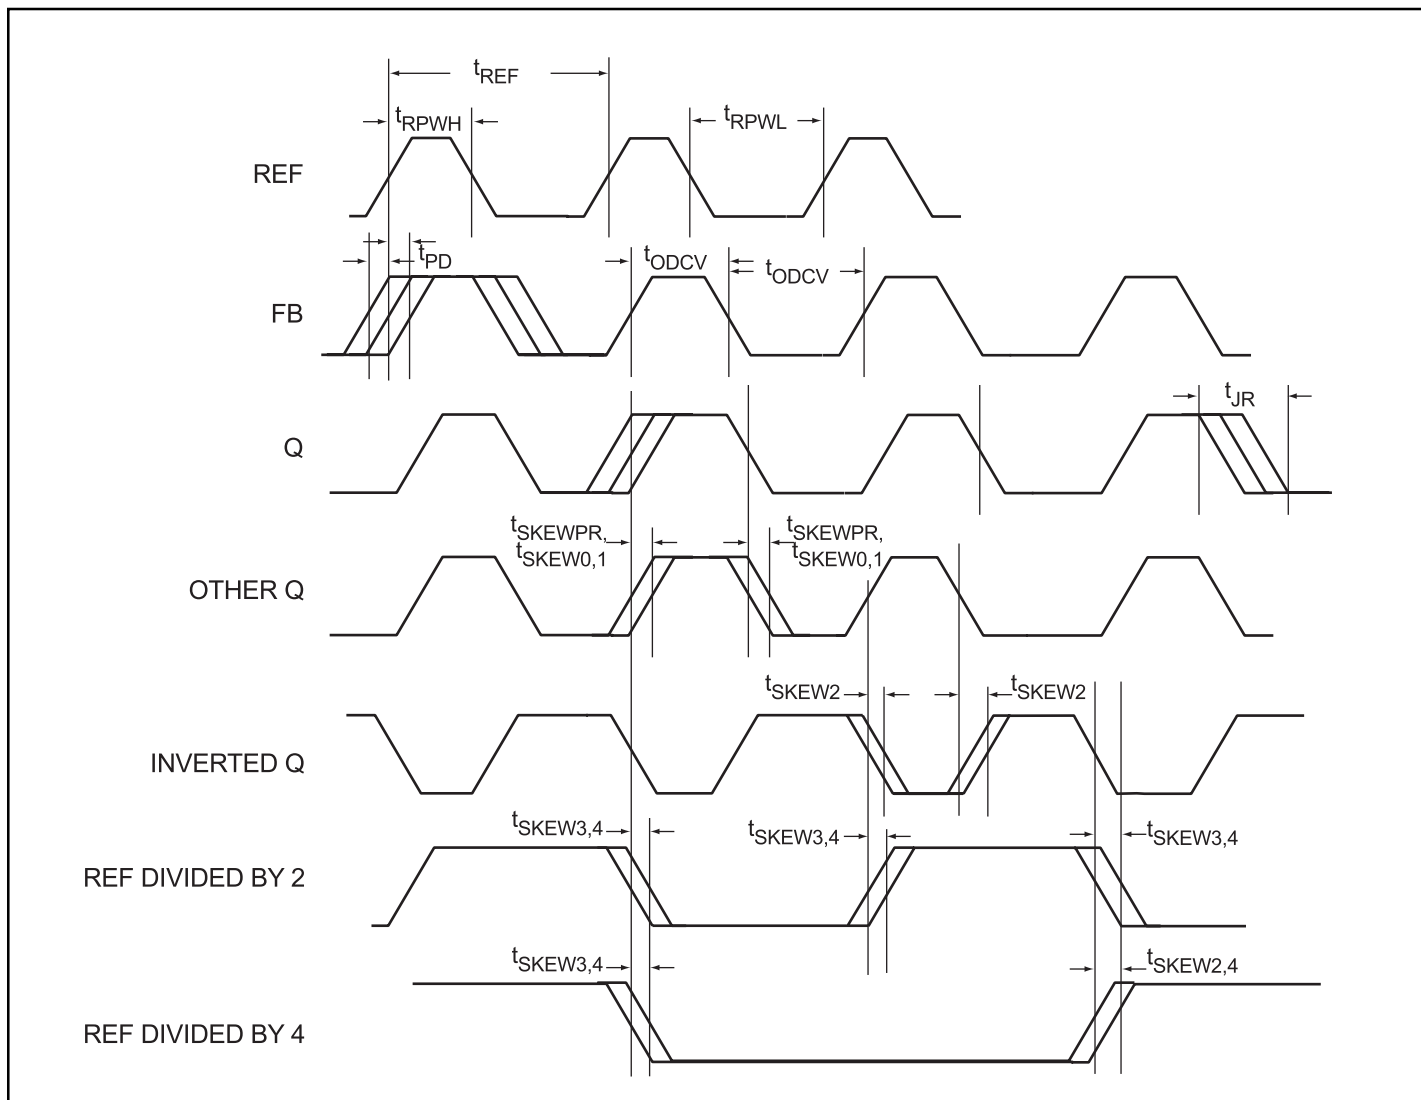 tREF
tRPWH
tRPWL
REF
tPD
tODCV
tODCV
FB
tJR
Q
tSKEWPR,
tSKEW0,1
tSKEWPR,
tSKEW0,1
OTHER Q
tSKEW2
tSKEW2
INVERTED Q
tSKEW3,4
tSKEW3,4
tSKEW3,4
REF DIVIDED BY 2
tSKEW3,4
tSKEW2,4
REF DIVIDED BY 4